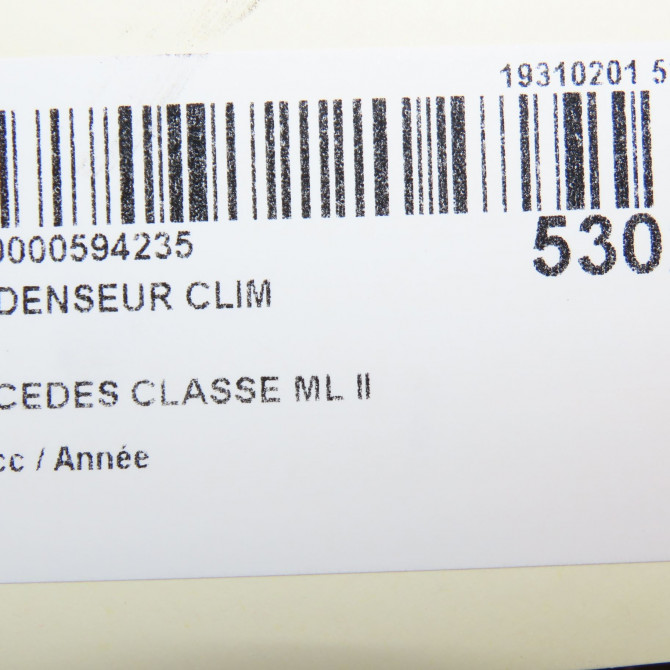 19310201 5
0000594235
530
DENSEUR CLIM
CEDES CLASSE ML II
cc / Année